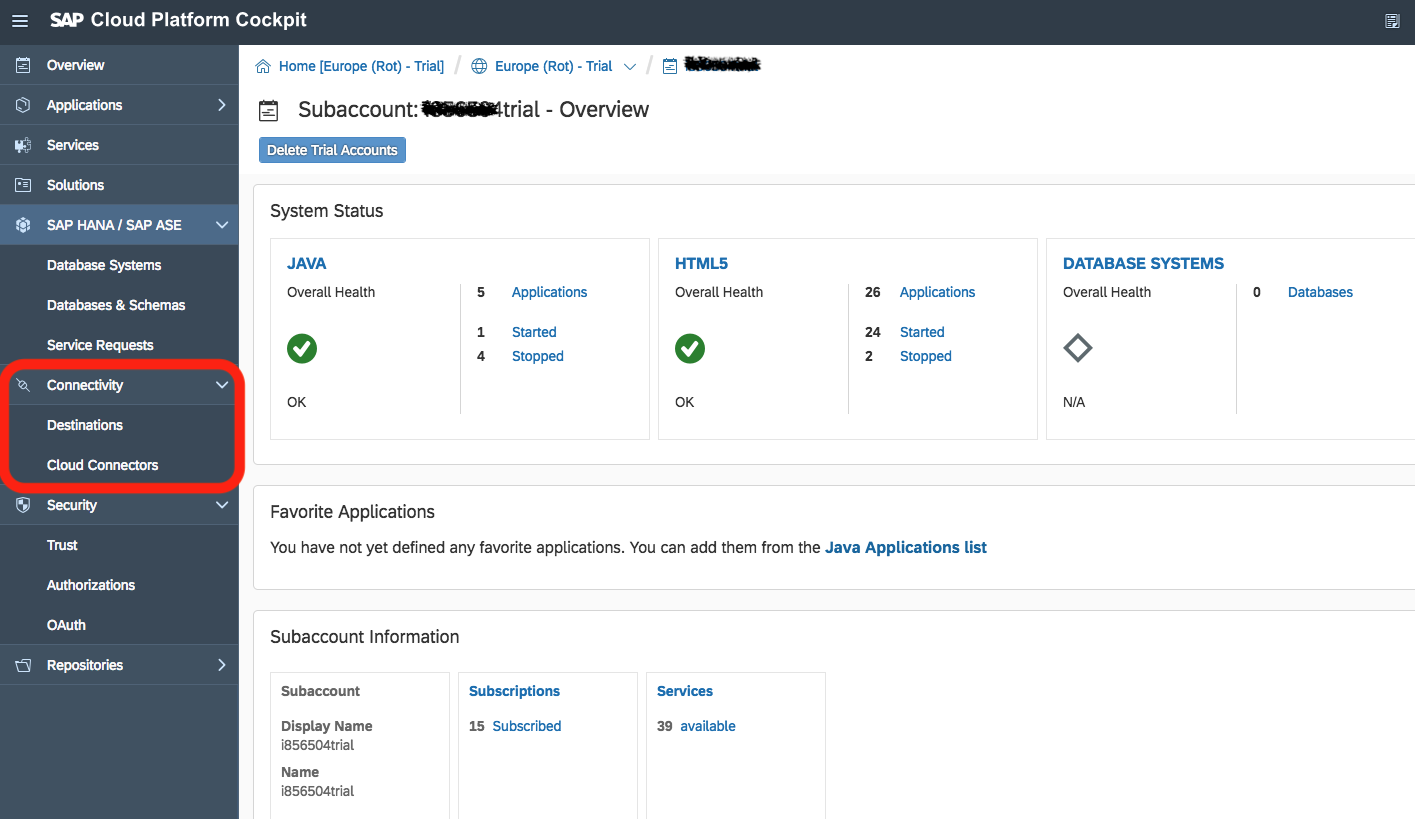 SAP Cloud Platform Cockpit
Overview
Applications
Services
Solutions
SAP HANA / SAP ASE
Database Systems
Databases & Schemas
Service Requests
Connectivity
Destinations
Cloud Connectors
Security
Trust
Authorizations
OAuth
Repositories
Home [Europe (Rot) - Trial] / Europe (Rot) - Trial /
Subaccount: trial - Overview
Delete Trial Accounts
System Status
JAVA
Overall Health
OK
5 Applications
1 Started
4 Stopped
HTML5
Overall Health
OK
26 Applications
24 Started
2 Stopped
DATABASE SYSTEMS
Overall Health
N/A
0 Databases
Favorite Applications
You have not yet defined any favorite applications. You can add them from the Java Applications list
Subaccount Information
Subaccount
Display Name
i856504trial
Name
i856504trial
Subscriptions
15 Subscribed
Services
39 available